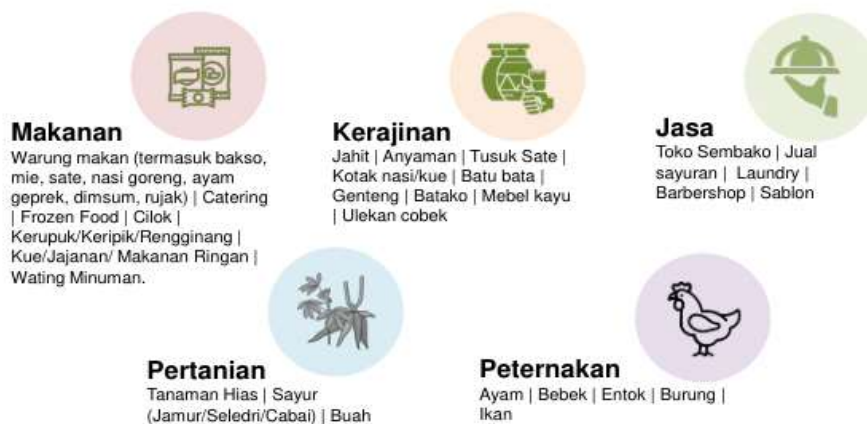 Makanan
Warung makan (termasuk bakso,
mie, sate, nasi goreng, ayam
geprek, dimsum, rujak) | Catering
| Frozen Food | Cilok |
Kerupuk/Keripik/Rengginang |
Kue/Jajanan/ Makanan Ringan |
Wating Minuman.
Kerajinan
Jahit | Anyaman | Tusuk Sate |
Kotak nasi/kue | Batu bata |
Genteng | Batako | Mebel kayu
| Ulekan cobek
Jasa
Toko Sembako | Jual
sayuran | Laundry |
Barbershop | Sablon
Pertanian
Tanaman Hias | Sayur
(Jamur/Seledri/Cabai) | Buah
Peternakan
Ayam | Bebek | Entok | Burung |
Ikan